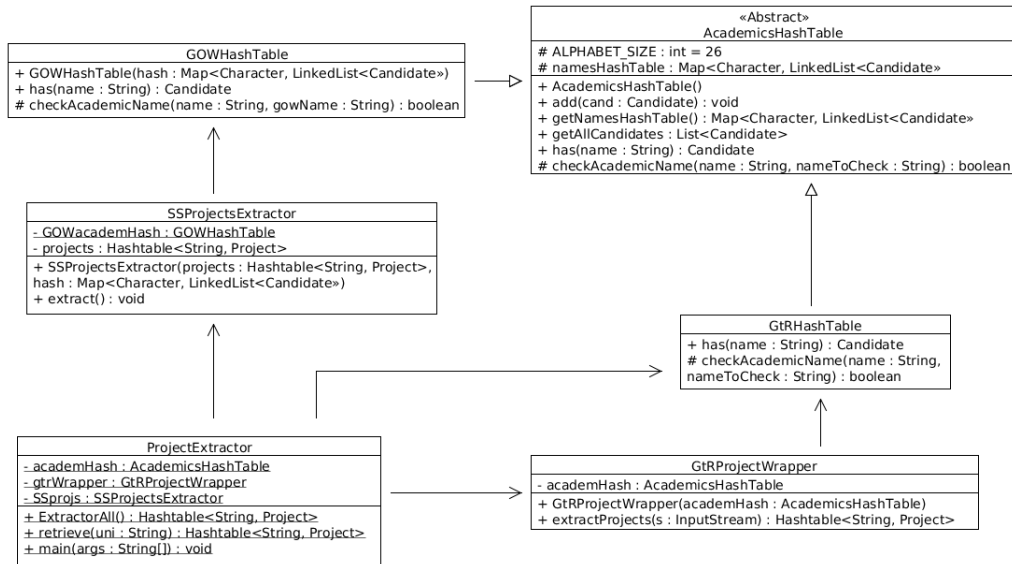 «Abstract»
AcademicsHashTable
# ALPHABET_SIZE : int = 26
# namesHashTable : Map<Character, LinkedList<Candidate»
+ AcademicsHashTable()
+ add(cand : Candidate) : void
+ getNamesHashTable() : Map<Character, LinkedList<Candidate»
+ getAllCandidates : List<Candidate>
+ has(name : String) : Candidate
# checkAcademicName(name : String, nameToCheck : String) : boolean
GOWHashTable
+ GOWHashTable(hash : Map<Character, LinkedList<Candidate»)
+ has(name : String) : Candidate
# checkAcademicName(name : String, gowName : String) : boolean
SSProjectsExtractor
- GOWacademHash : GOWHashTable
- projects : Hashtable<String, Project>
+ SSProjectsExtractor(projects : Hashtable<String, Project>,
hash : Map<Character, LinkedList<Candidate»)
+ extract() : void
GtRHashTable
+ has(name : String) : Candidate
# checkAcademicName(name : String,
nameToCheck : String) : boolean
ProjectExtractor
- academHash : AcademicsHashTable
- gtrWrapper : GtRProjectWrapper
- SSprojs : SSProjectsExtractor
+ ExtractorAll() : Hashtable<String, Project>
+ retrieve(uni : String) : Hashtable<String, Project>
+ main(args : String[]) : void
GtRProjectWrapper
- academHash : AcademicsHashTable
+ GtRProjectWrapper(academHash : AcademicsHashTable)
+ extractProjects(s : InputStream) : Hashtable<String, Project>